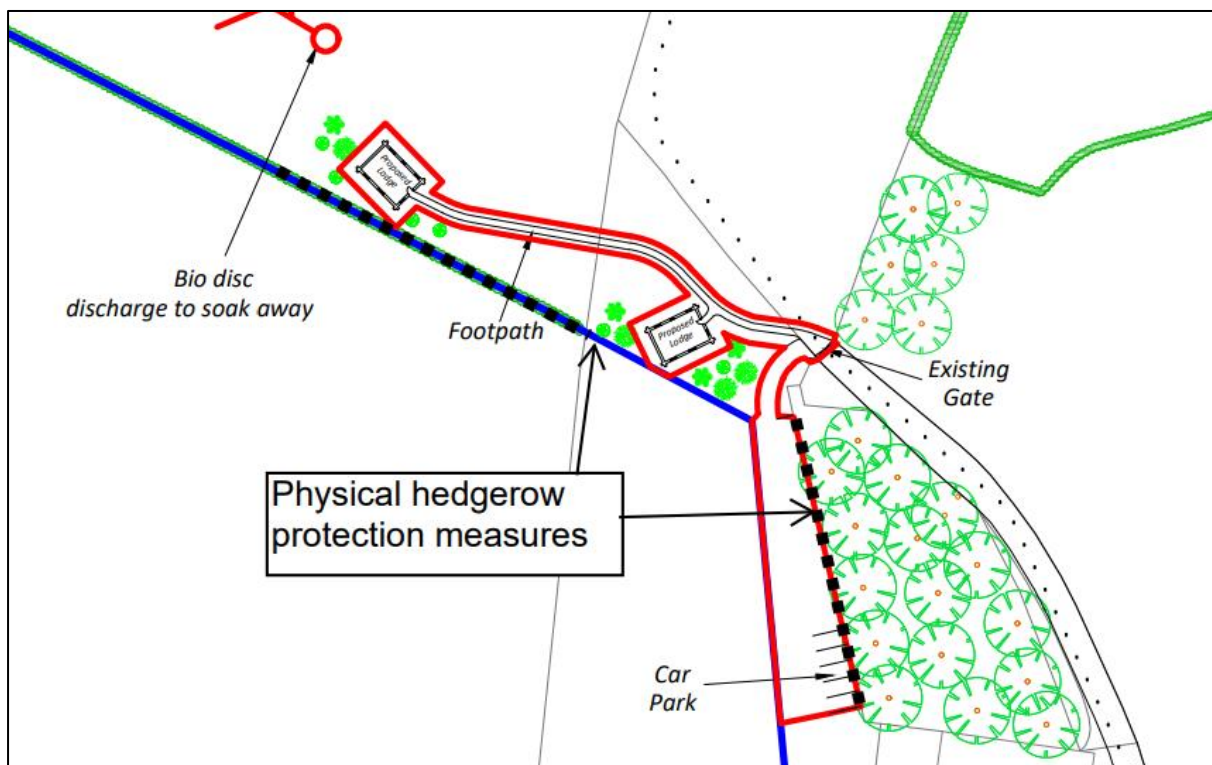 Proposed
Lodge
Bio disc
discharge to soak away
Footpath
Proposed
Lodge
Existing
Gate
Physical hedgerow
protection measures
Car
Park